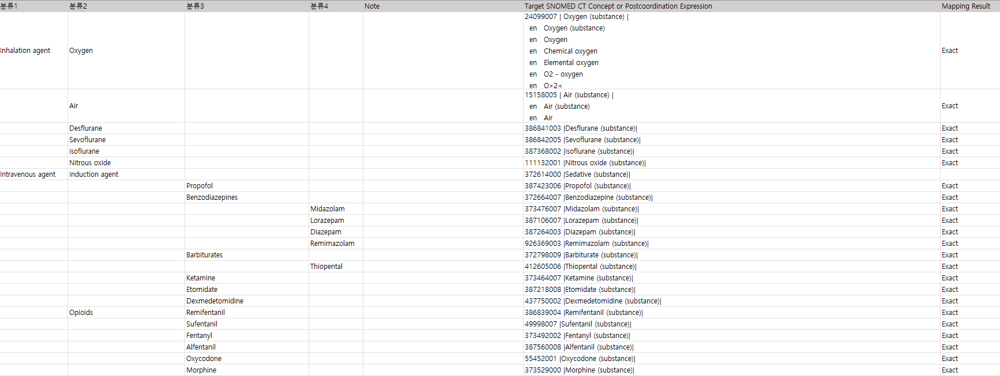 분류1 분류2 분류3 분류4 Note Target SNOMED CT Concept or Postcoordination Expression Mapping Result
24099007 | Oxygen (substance) |
en Oxygen (substance)
en Oxygen
Inhalation agent Oxygen en Chemical oxygen Exact
en Elemental oxygen
en O2 - oxygen
en O>2<
15158005 | Air (substance) |
Air en Air (substance) Exact
en Air
Desflurane 386841003 |Desflurane (substance)| Exact
Sevoflurane 386842005 |Sevoflurane (substance)| Exact
Isoflurane 387368002 |Isoflurane (substance)| Exact
Nitrous oxide 111132001 |Nitrous oxide (substance)| Exact
Intravenous agent Induction agent 372614000 |Sedative (substance)|
Propofol 387423006 |Propofol (substance)| Exact
Benzodiazepines 372664007 |Benzodiazepine (substance)| Exact
Midazolam 373476007 |Midazolam (substance)| Exact
Lorazepam 387106007 |Lorazepam (substance)| Exact
Diazepam 387264003 |Diazepam (substance)| Exact
Remimazolam 926369003 |Remimazolam (substance)| Exact
Barbiturates 372798009 |Barbiturate (substance)| Exact
Thiopental 412605006 |Thiopental (substance)| Exact
Ketamine 373464007 |Ketamine (substance)| Exact
Etomidate 387218008 |Etomidate (substance)| Exact
Dexmedetomidine 437750002 |Dexmedetomidine (substance)| Exact
Opioids Remifentanil 386839004 |Remifentanil (substance)| Exact
Sufentanil 49998007 |Sufentanil (substance)| Exact
Fentanyl 373492002 |Fentanyl (substance)| Exact
Alfentanil 387560008 |Alfentanil (substance)| Exact
Oxycodone 55452001 |Oxycodone (substance)| Exact
Morphine 373529000 |Morphine (substance)| Exact